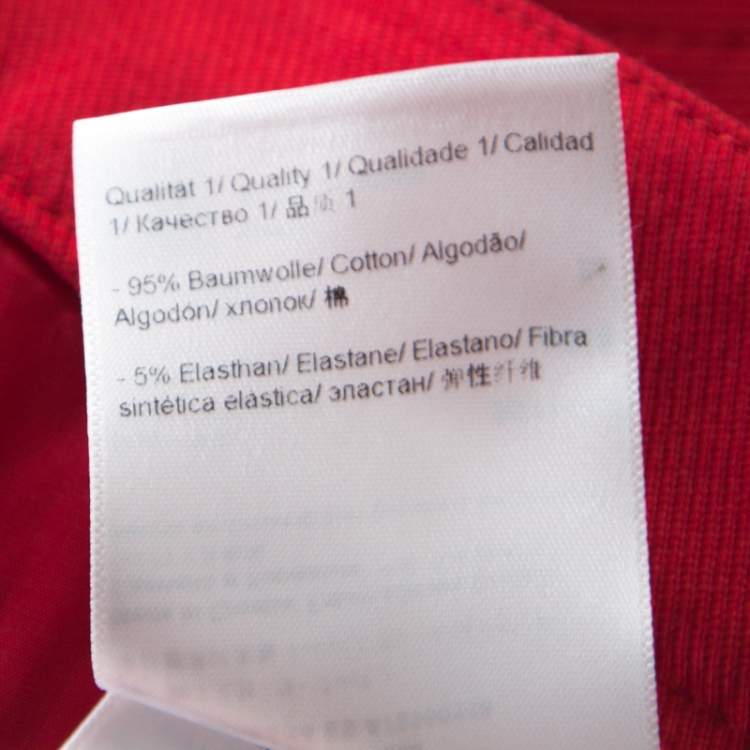 Qualität 1/ Quality 1/ Qualidade 1/ Calidad
1/ Качество 1/ 品质 1
- 95% Baumwolle/ Cotton/ Algodão/
Algodón/ хлопок/ 棉
- 5% Elasthan/ Elastane/ Elastano/ Fibra
sintética elástica/ эластан/ 弹性纤维